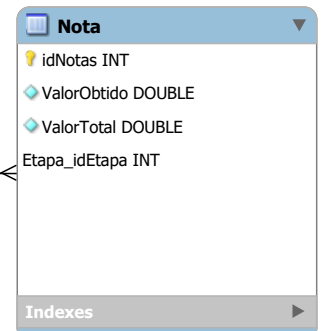 Nota
idNotas INT
ValorObtido DOUBLE
ValorTotal DOUBLE
Etapa_idEtapa INT
Indexes